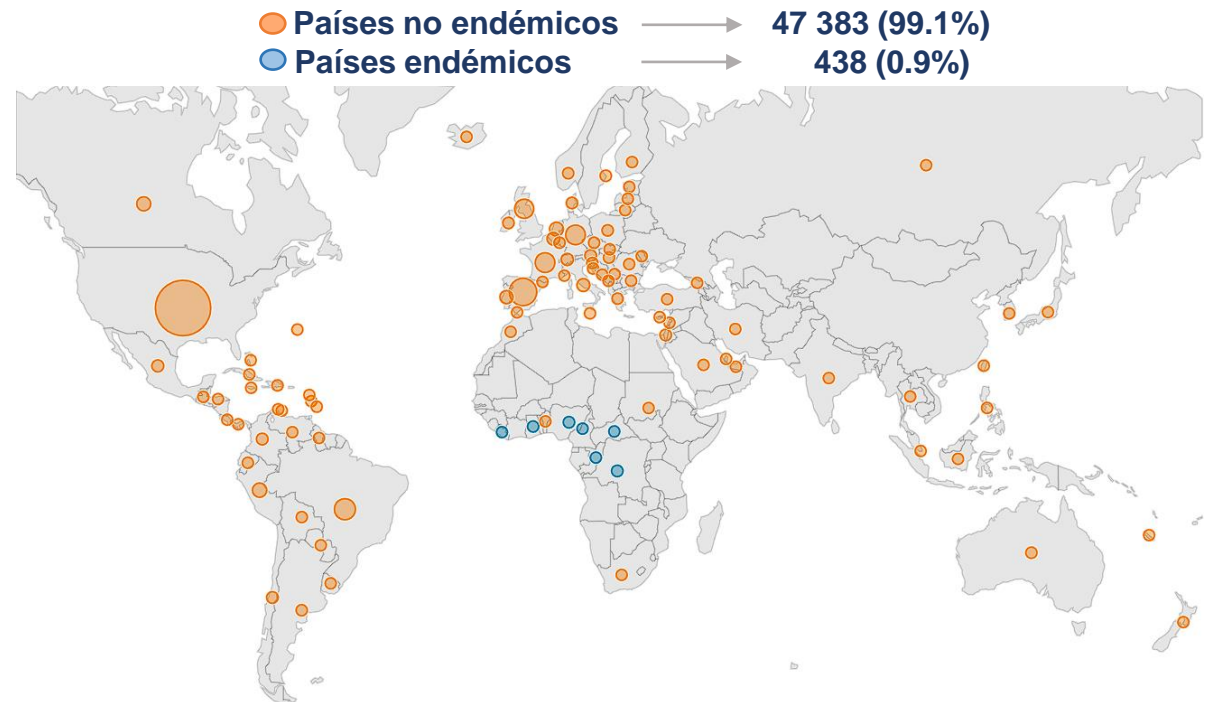 Países no endémicos 47 383 (99.1%)
Países endémicos 438 (0.9%)